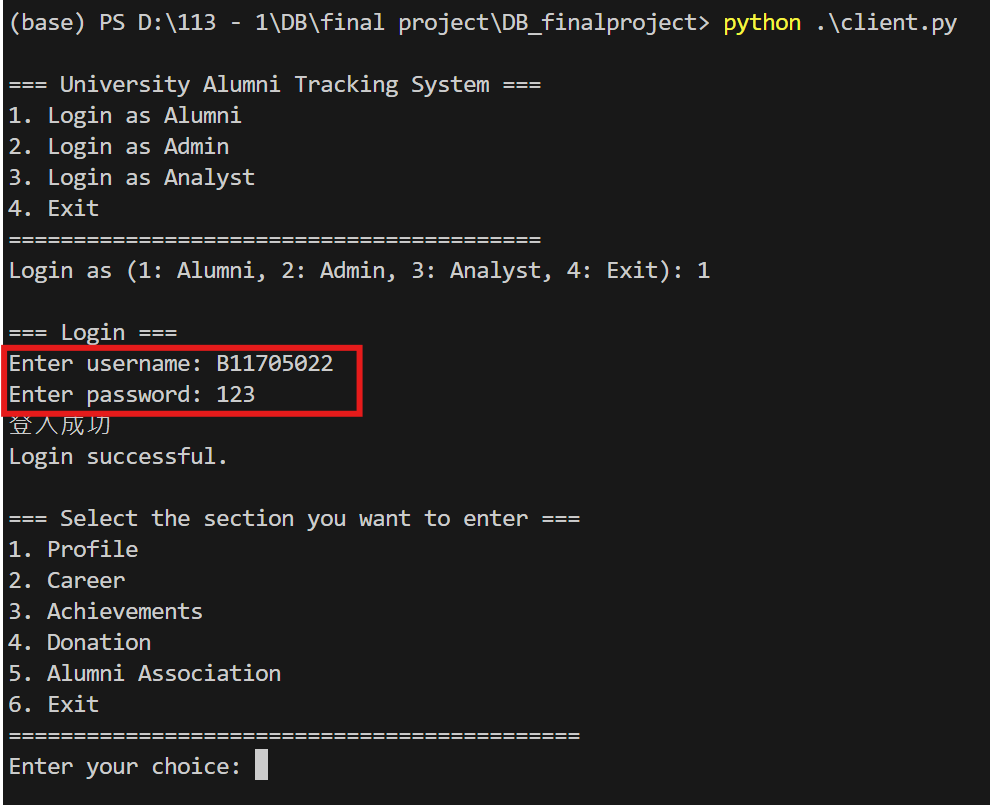 (base) PS D:\113 - 1\DB\final project\DB_finalproject> python .\client.py
=== University Alumni Tracking System ===
1. Login as Alumni
2. Login as Admin
3. Login as Analyst
4. Exit
=========================================
Login as (1: Alumni, 2: Admin, 3: Analyst, 4: Exit): 1
=== Login ===
Enter username: B11705022
Enter password: 123
登入成功
Login successful.
=== Select the section you want to enter ===
1. Profile
2. Career
3. Achievements
4. Donation
5. Alumni Association
6. Exit
============================================
Enter your choice: